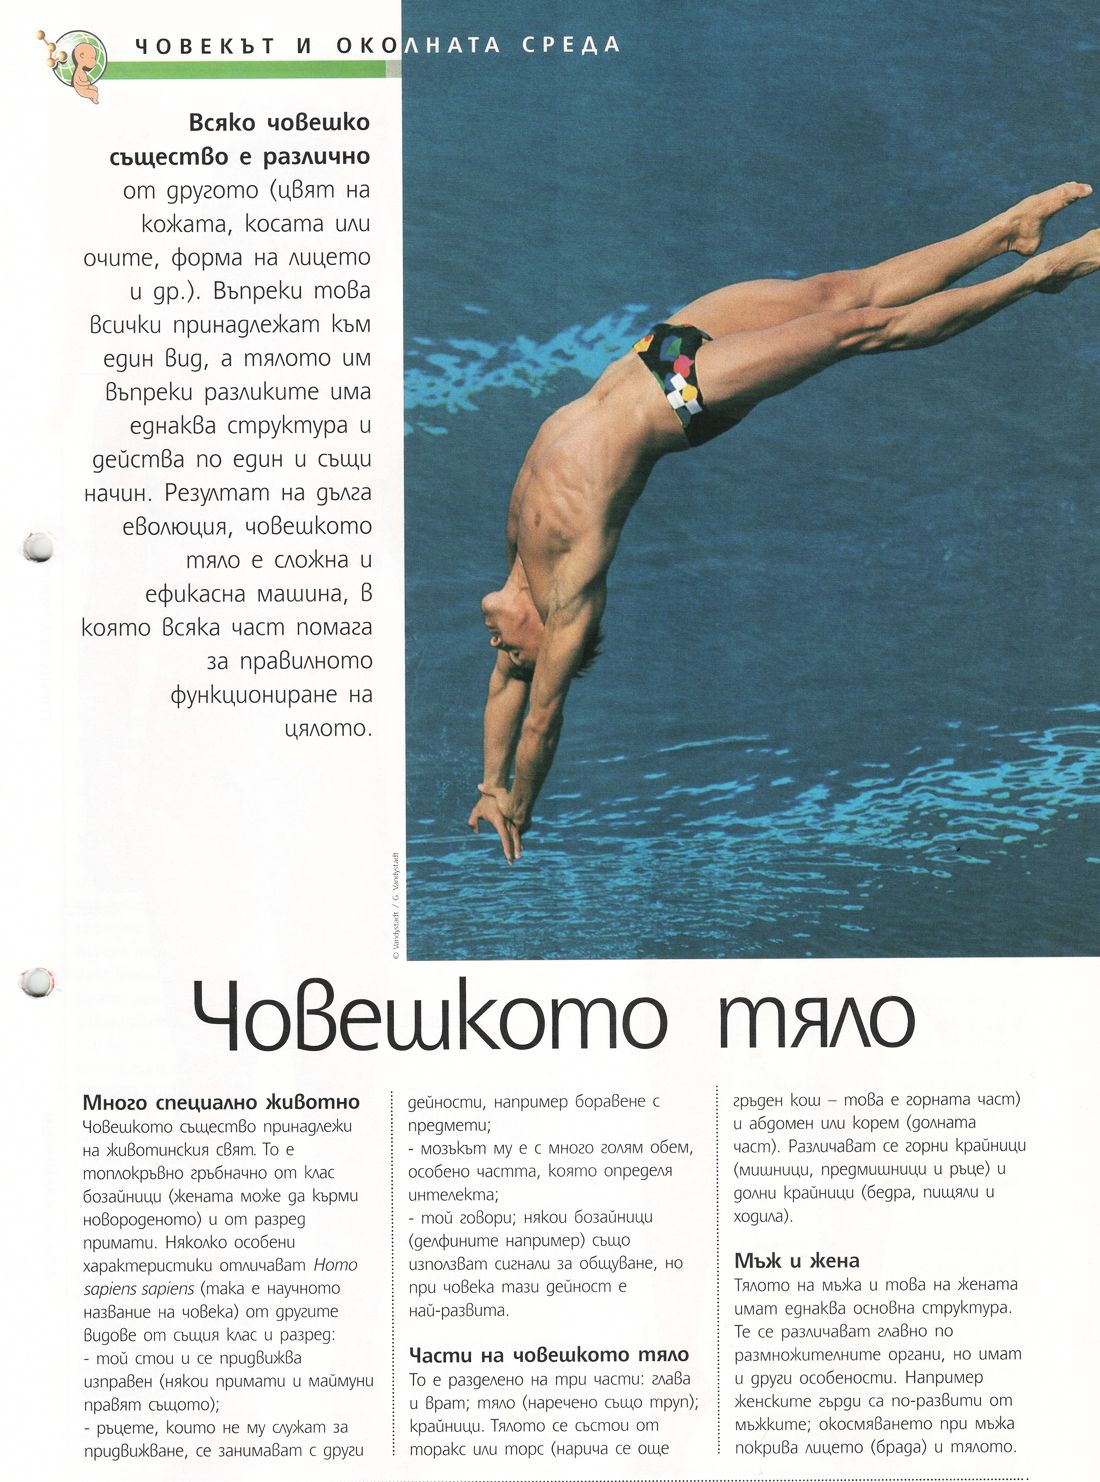 ЧОВЕКЪТ И ОКОЛНАТА СРЕДА
Всяко човешко
същество е различно
от другото (цвят на
кожата, косата или
очите, форма на лицето
и др.). Въпреки това
всички принадлежат към
един вид, а тялото им
въпреки разликите има
еднаква структура и
действа по един и същи
начин. Резултат на дълга
еволюция, човешкото
тяло е сложна и
ефикасна машина, в
която всяка част помага
за правилното
функциониране на
цялото.
© Vandystadt / G. Vandystadt
Човешкото тяло
Много специално животно
Човешкото същество принадлежи
на животинския свят. То е
топлокръвно гръбначно от клас
бозайници (жената може да кърми
новороденото) и от разред
примати. Няколко особени
характеристики отличават Homo
sapiens sapiens (така е научното
название на човека) от другите
видове от същия клас и разред:
- той стои и се придвижва
изправен (някои примати и маймуни
правят същото);
- ръцете, които не му служат за
придвижване, се занимават с други
дейности, например боравене с
предмети;
- мозъкът му е с много голям обем,
особено частта, която определя
интелекта;
- той говори; някои бозайници
(делфините например) също
използват сигнали за общуване, но
при човека тази дейност е
най-развита.
Части на човешкото тяло
То е разделено на три части: глава
и врат; тяло (наречено също труп);
крайници. Тялото се състои от
торакс или торс (нарича се още
гръден кош – това е горната част)
и абдомен или корем (долната
част). Различават се горни крайници
(мишници, предмишници и ръце) и
долни крайници (бедра, пищяли и
ходила).
Мъж и жена
Тялото на мъжа и това на жената
имат еднаква основна структура.
Те се различават главно по
размножителните органи, но имат
и други особености. Например
женските гърди са по-развити от
мъжките; окосмяването при мъжа
покрива лицето (брада) и тялото.